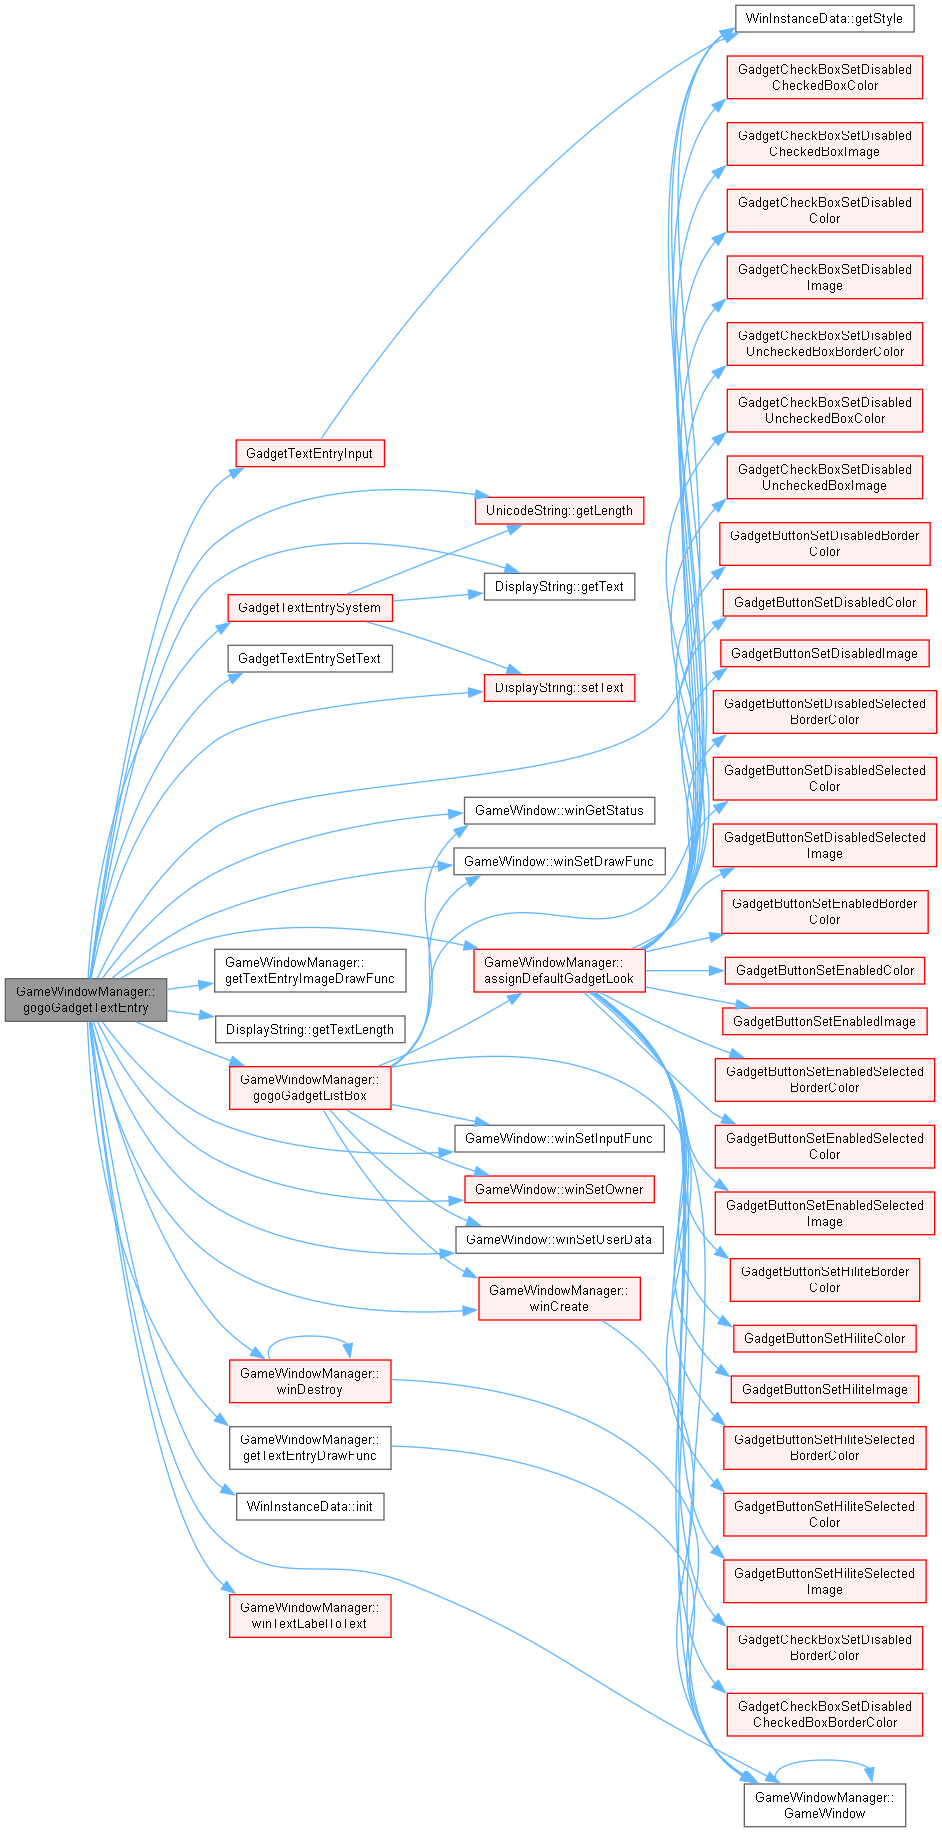 WinInstanceData::getStyle
GadgetCheckBoxSetDisabled
CheckedBoxColor
GadgetCheckBoxSetDisabled
CheckedBoxImage
GadgetCheckBoxSetDisabled
Color
GadgetCheckBoxSetDisabled
Image
GadgetCheckBoxSetDisabled
UncheckedBoxBorderColor
GadgetCheckBoxSetDisabled
UncheckedBoxColor
GadgetTextEntryInput
GadgetCheckBoxSetDisabled
UncheckedBoxImage
UnicodeString::getLength
GadgetButtonSetDisabledBorder
Color
DisplayString::getText
GadgetButtonSetDisabledColor
GadgetTextEntrySystem
GadgetTextEntrySetText
GadgetButtonSetDisabledImage
DisplayString::setText
GadgetButtonSetDisabledSelected
BorderColor
GadgetButtonSetDisabledSelected
Color
GameWindow::winGetStatus
GadgetButtonSetDisabledSelected
Image
GameWindow::winSetDrawFunc
GadgetButtonSetEnabledBorder
Color
GameWindowManager::
getTextEntryImageDrawFunc
GameWindowManager::
assignDefaultGadgetLook
GadgetButtonSetEnabledColor
GameWindowManager::
gogoGadgetTextEntry
DisplayString::getTextLength
GadgetButtonSetEnabledImage
GameWindowManager::
gogoGadgetListBox
GadgetButtonSetEnabledSelected
BorderColor
GameWindow::winSetInputFunc
GadgetButtonSetEnabledSelected
Color
GameWindow::winSetOwner
GadgetButtonSetEnabledSelected
Image
GameWindow::winSetUserData
GadgetButtonSetHiliteBorder
Color
GameWindowManager::
winCreate
GadgetButtonSetHiliteColor
GameWindowManager::
winDestroy
GadgetButtonSetHiliteImage
GameWindowManager::
getTextEntryDrawFunc
GadgetButtonSetHiliteSelected
BorderColor
WinInstanceData::init
GadgetButtonSetHiliteSelected
Color
GadgetButtonSetHiliteSelected
Image
GameWindowManager::
winTextLabelToText
GadgetCheckBoxSetDisabled
BorderColor
GadgetCheckBoxSetDisabled
CheckedBoxBorderColor
GameWindowManager::
GameWindow